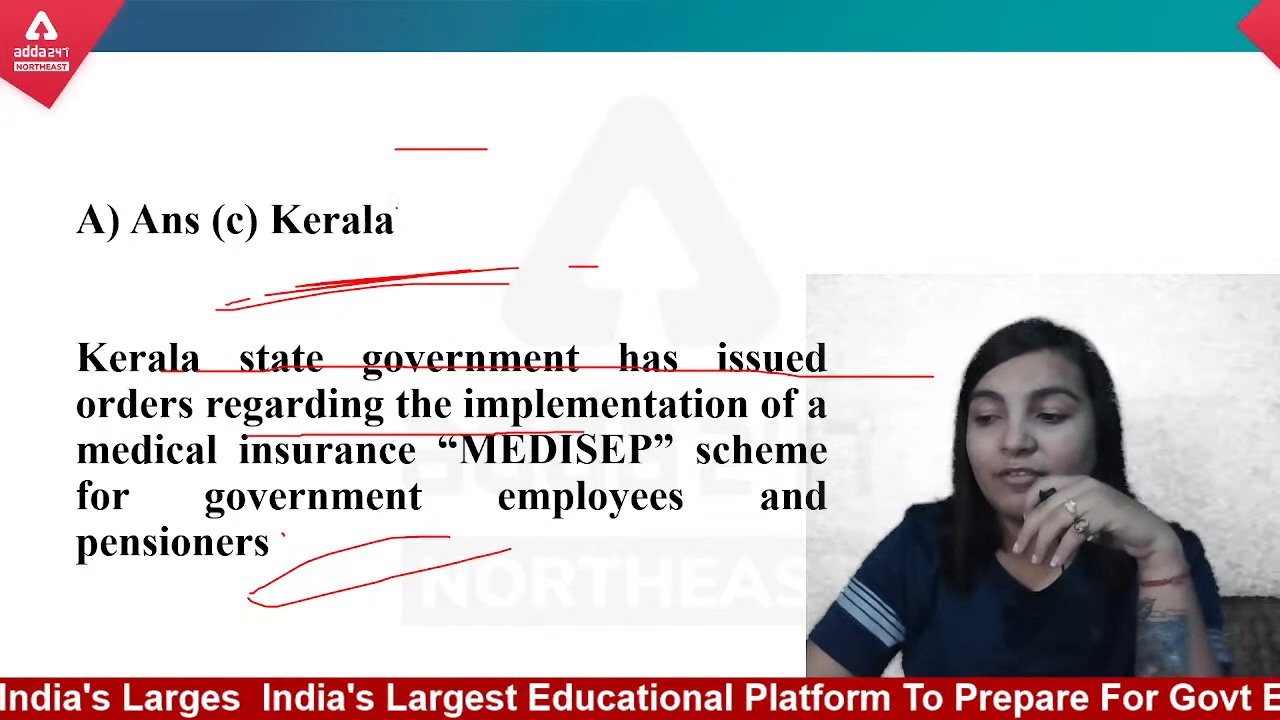 adda247
NORTHEAST
A) Ans (c) Kerala
Kerala state government has issued
orders regarding the implementation of a
medical insurance “MEDISEP” scheme
for government employees and
pensioners
NORTHEAST
India's Larges India's Largest Educational Platform To Prepare For Govt E